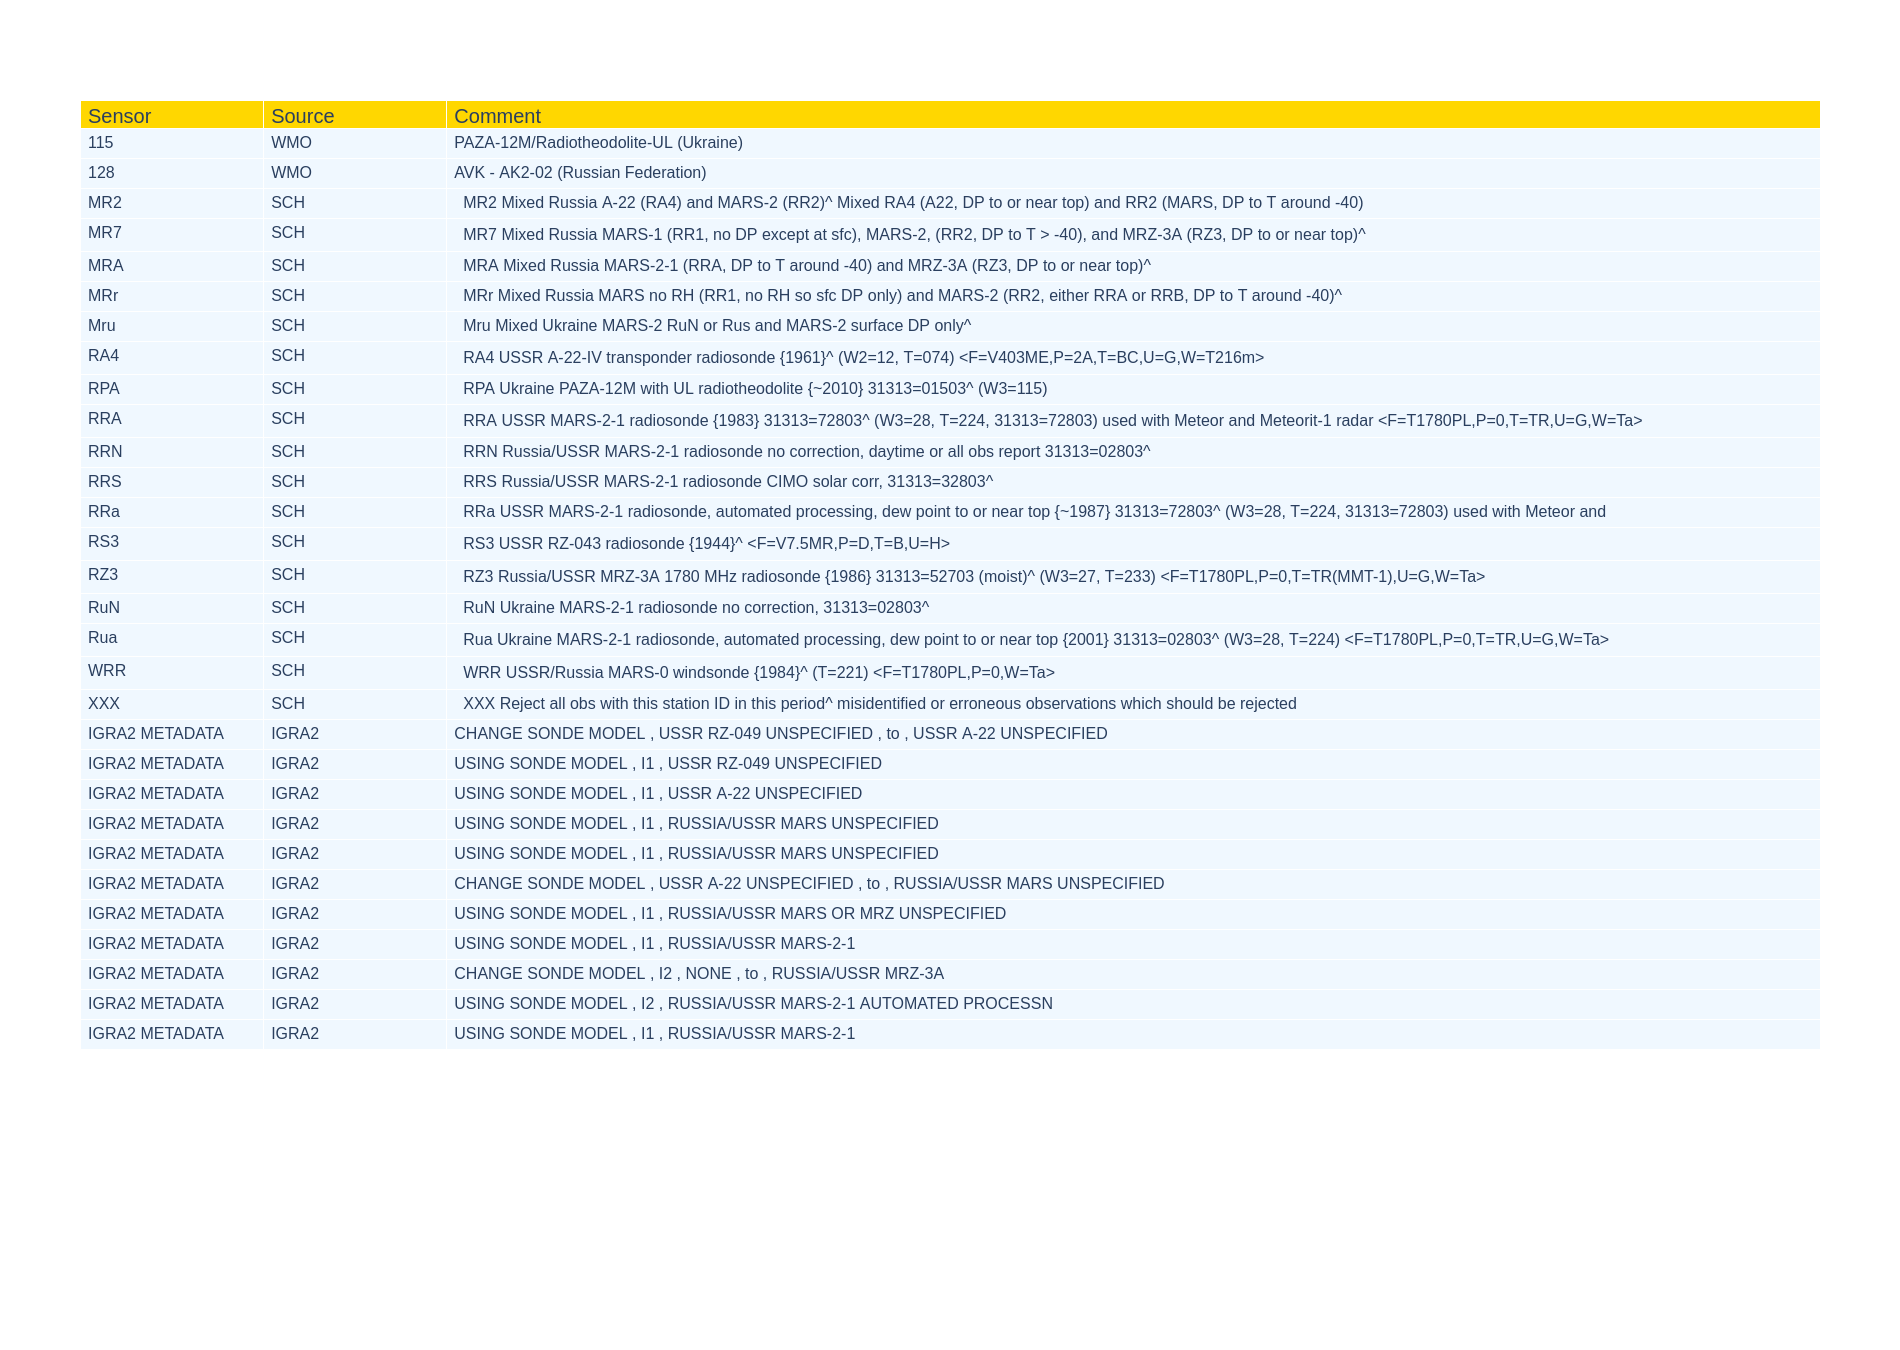 Sensor Source Comment
115 WMO PAZA-12M/Radiotheodolite-UL (Ukraine)
128 WMO AVK - AK2-02 (Russian Federation)
MR2 SCH MR2 Mixed Russia A-22 (RA4) and MARS-2 (RR2)^ Mixed RA4 (A22, DP to or near top) and RR2 (MARS, DP to T around -40)
MR7 SCH MR7 Mixed Russia MARS-1 (RR1, no DP except at sfc), MARS-2, (RR2, DP to T > -40), and MRZ-3A (RZ3, DP to or near top)^
MRA SCH MRA Mixed Russia MARS-2-1 (RRA, DP to T around -40) and MRZ-3A (RZ3, DP to or near top)^
MRr SCH MRr Mixed Russia MARS no RH (RR1, no RH so sfc DP only) and MARS-2 (RR2, either RRA or RRB, DP to T around -40)^
Mru SCH Mru Mixed Ukraine MARS-2 RuN or Rus and MARS-2 surface DP only^
RA4 SCH RA4 USSR A-22-IV transponder radiosonde {1961}^ (W2=12, T=074) <F=V403ME,P=2A,T=BC,U=G,W=T216m>
RPA SCH RPA Ukraine PAZA-12M with UL radiotheodolite {~2010} 31313=01503^ (W3=115)
RRA SCH RRA USSR MARS-2-1 radiosonde {1983} 31313=72803^ (W3=28, T=224, 31313=72803) used with Meteor and Meteorit-1 radar <F=T1780PL,P=0,T=TR,U=G,W=Ta>
RRN SCH RRN Russia/USSR MARS-2-1 radiosonde no correction, daytime or all obs report 31313=02803^
RRS SCH RRS Russia/USSR MARS-2-1 radiosonde CIMO solar corr, 31313=32803^
RRa SCH RRa USSR MARS-2-1 radiosonde, automated processing, dew point to or near top {~1987} 31313=72803^ (W3=28, T=224, 31313=72803) used with Meteor and
RS3 SCH RS3 USSR RZ-043 radiosonde {1944}^ <F=V7.5MR,P=D,T=B,U=H>
RZ3 SCH RZ3 Russia/USSR MRZ-3A 1780 MHz radiosonde {1986} 31313=52703 (moist)^ (W3=27, T=233) <F=T1780PL,P=0,T=TR(MMT-1),U=G,W=Ta>
RuN SCH RuN Ukraine MARS-2-1 radiosonde no correction, 31313=02803^
Rua SCH Rua Ukraine MARS-2-1 radiosonde, automated processing, dew point to or near top {2001} 31313=02803^ (W3=28, T=224) <F=T1780PL,P=0,T=TR,U=G,W=Ta>
WRR SCH WRR USSR/Russia MARS-0 windsonde {1984}^ (T=221) <F=T1780PL,P=0,W=Ta>
XXX SCH XXX Reject all obs with this station ID in this period^ misidentified or erroneous observations which should be rejected
IGRA2 METADATA IGRA2 CHANGE SONDE MODEL , USSR RZ-049 UNSPECIFIED , to , USSR A-22 UNSPECIFIED
IGRA2 METADATA IGRA2 USING SONDE MODEL , I1 , USSR RZ-049 UNSPECIFIED
IGRA2 METADATA IGRA2 USING SONDE MODEL , I1 , USSR A-22 UNSPECIFIED
IGRA2 METADATA IGRA2 USING SONDE MODEL , I1 , RUSSIA/USSR MARS UNSPECIFIED
IGRA2 METADATA IGRA2 USING SONDE MODEL , I1 , RUSSIA/USSR MARS UNSPECIFIED
IGRA2 METADATA IGRA2 CHANGE SONDE MODEL , USSR A-22 UNSPECIFIED , to , RUSSIA/USSR MARS UNSPECIFIED
IGRA2 METADATA IGRA2 USING SONDE MODEL , I1 , RUSSIA/USSR MARS OR MRZ UNSPECIFIED
IGRA2 METADATA IGRA2 USING SONDE MODEL , I1 , RUSSIA/USSR MARS-2-1
IGRA2 METADATA IGRA2 CHANGE SONDE MODEL , I2 , NONE , to , RUSSIA/USSR MRZ-3A
IGRA2 METADATA IGRA2 USING SONDE MODEL , I2 , RUSSIA/USSR MARS-2-1 AUTOMATED PROCESSN
IGRA2 METADATA IGRA2 USING SONDE MODEL , I1 , RUSSIA/USSR MARS-2-1